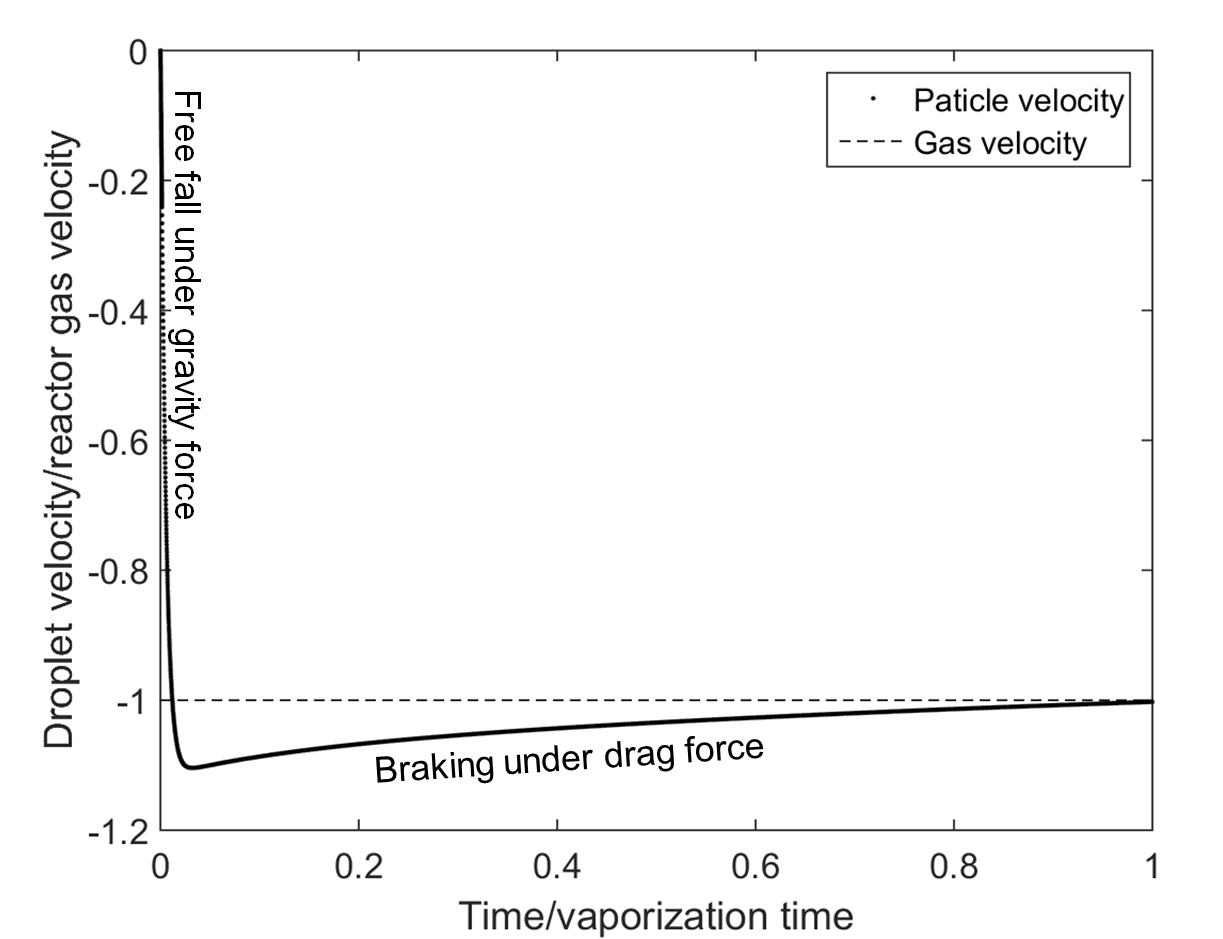 0
-0.2
-0.4
-0.6
-0.8
-1
-1.2
Droplet velocity/reactor gas velocity
Free fall under gravity force
Paticle velocity
Gas velocity
Braking under drag force
0
0.2
0.4
0.6
0.8
1
Time/vaporization time